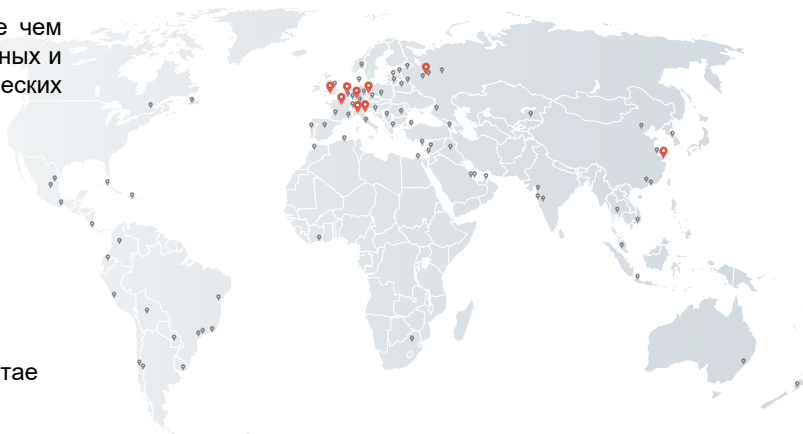 е чем
ных и
еских
тае